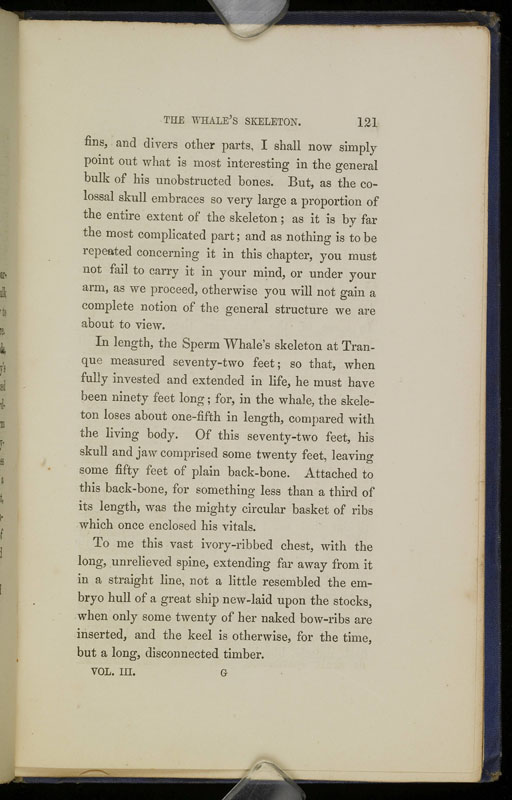 THE WHALE'S SKELETON. 121
fins, and divers other parts, I shall now simply
point out what is most interesting in the general
bulk of his unobstructed bones. But, as the co-
lossal skull embraces so very large a proportion of
the entire extent of the skeleton; as it is by far
the most complicated part; and as nothing is to be
repeated concerning it in this chapter, you must
not fail to carry it in your mind, or under your
arm, as we proceed, otherwise you will not gain a
complete notion of the general structure we are
about to view.
In length, the Sperm Whale's skeleton at Tran-
que measured seventy-two feet; so that, when
fully invested and extended in life, he must have
been ninety feet long; for, in the whale, the skele-
ton loses about one-fifth in length, compared with
the living body. Of this seventy-two feet, his
skull and jaw comprised some twenty feet, leaving
some fifty feet of plain back-bone. Attached to
this back-bone, for something less than a third of
its length, was the mighty circular basket of ribs
which once enclosed his vitals.
To me this vast ivory-ribbed chest, with the
long, unrelieved spine, extending far away from it
in a straight line, not a little resembled the em-
bryo hull of a great ship new-laid upon the stocks,
when only some twenty of her naked bow-ribs are
inserted, and the keel is otherwise, for the time,
but a long, disconnected timber.
VOL. III. G